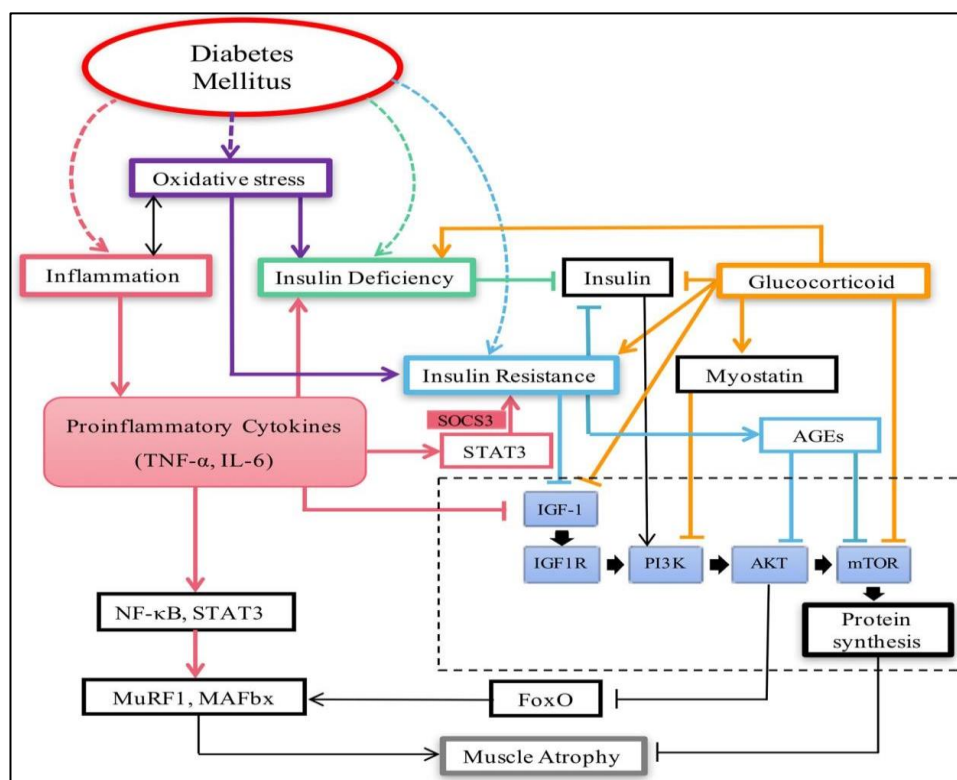 Diabetes
Mellitus
Oxidative stress
Inflammation
Insulin Deficiency
Insulin
Glucocorticoid
Insulin Resistance
Myostatin
Proinflammatory Cytokines
(TNF-α, IL-6)
SOCS3
STAT3
AGEs
IGF-1
IGF1R
PI3K
AKT
mTOR
NF-κB, STAT3
Protein
synthesis
MuRF1, MAFbx
FoxO
Muscle Atrophy